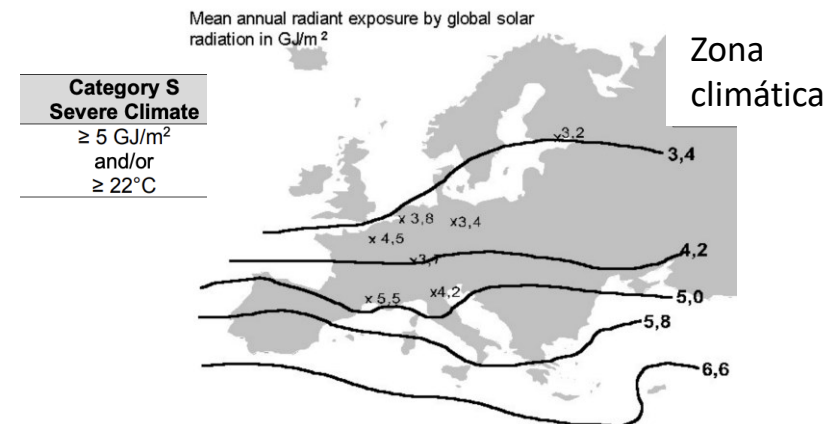 Mean annual radiant exposure by global solar
radiation in GJ/m²
Zona
climática
Category S
Severe Climate
≥ 5 GJ/m²
and/or
≥ 22°C
x3,2
3,4
x 3,8
x3,4
x 4,5
4,2
x3,7
x4,2
x 5,5
5,0
5,8
6,6